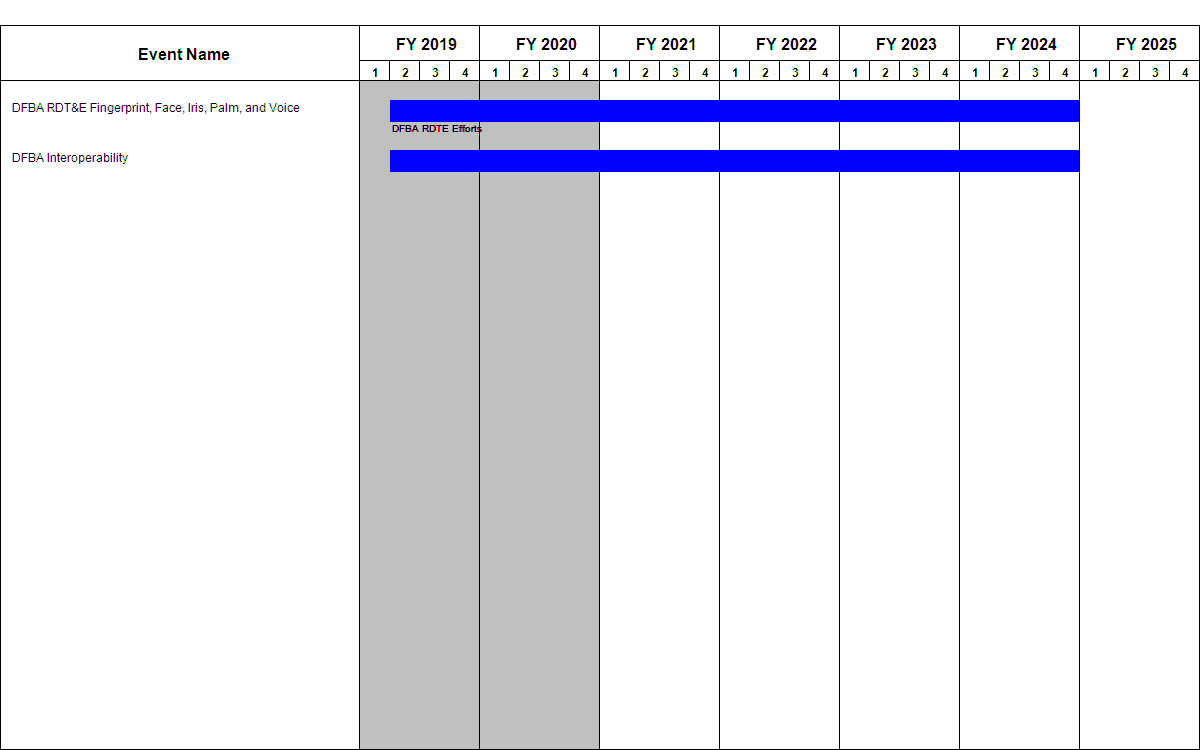 Event Name
FY 2019 FY 2020 FY 2021 FY 2022 FY 2023 FY 2024 FY 2025
1 2 3 4 1 2 3 4 1 2 3 4 1 2 3 4 1 2 3 4 1 2 3 4 1 2 3 4
DFBA RDT&E Fingerprint, Face, Iris, Palm, and Voice
DFBA RDTE Efforts
DFBA Interoperability